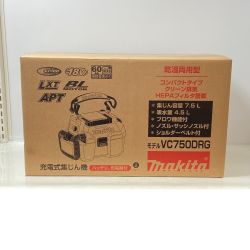 18V
60
LXT BL
APT
充電式集じん機
乾湿両用型
コンパクトタイプ
クリーン排気
HEPAフィルタ搭載
・集じん容量 7.5 L
・吸水量 4.5 L
・ブロワ機能付
・ノズル・サッシノズル付
・ショルダーベルト付
モデル VC750DRG
makita